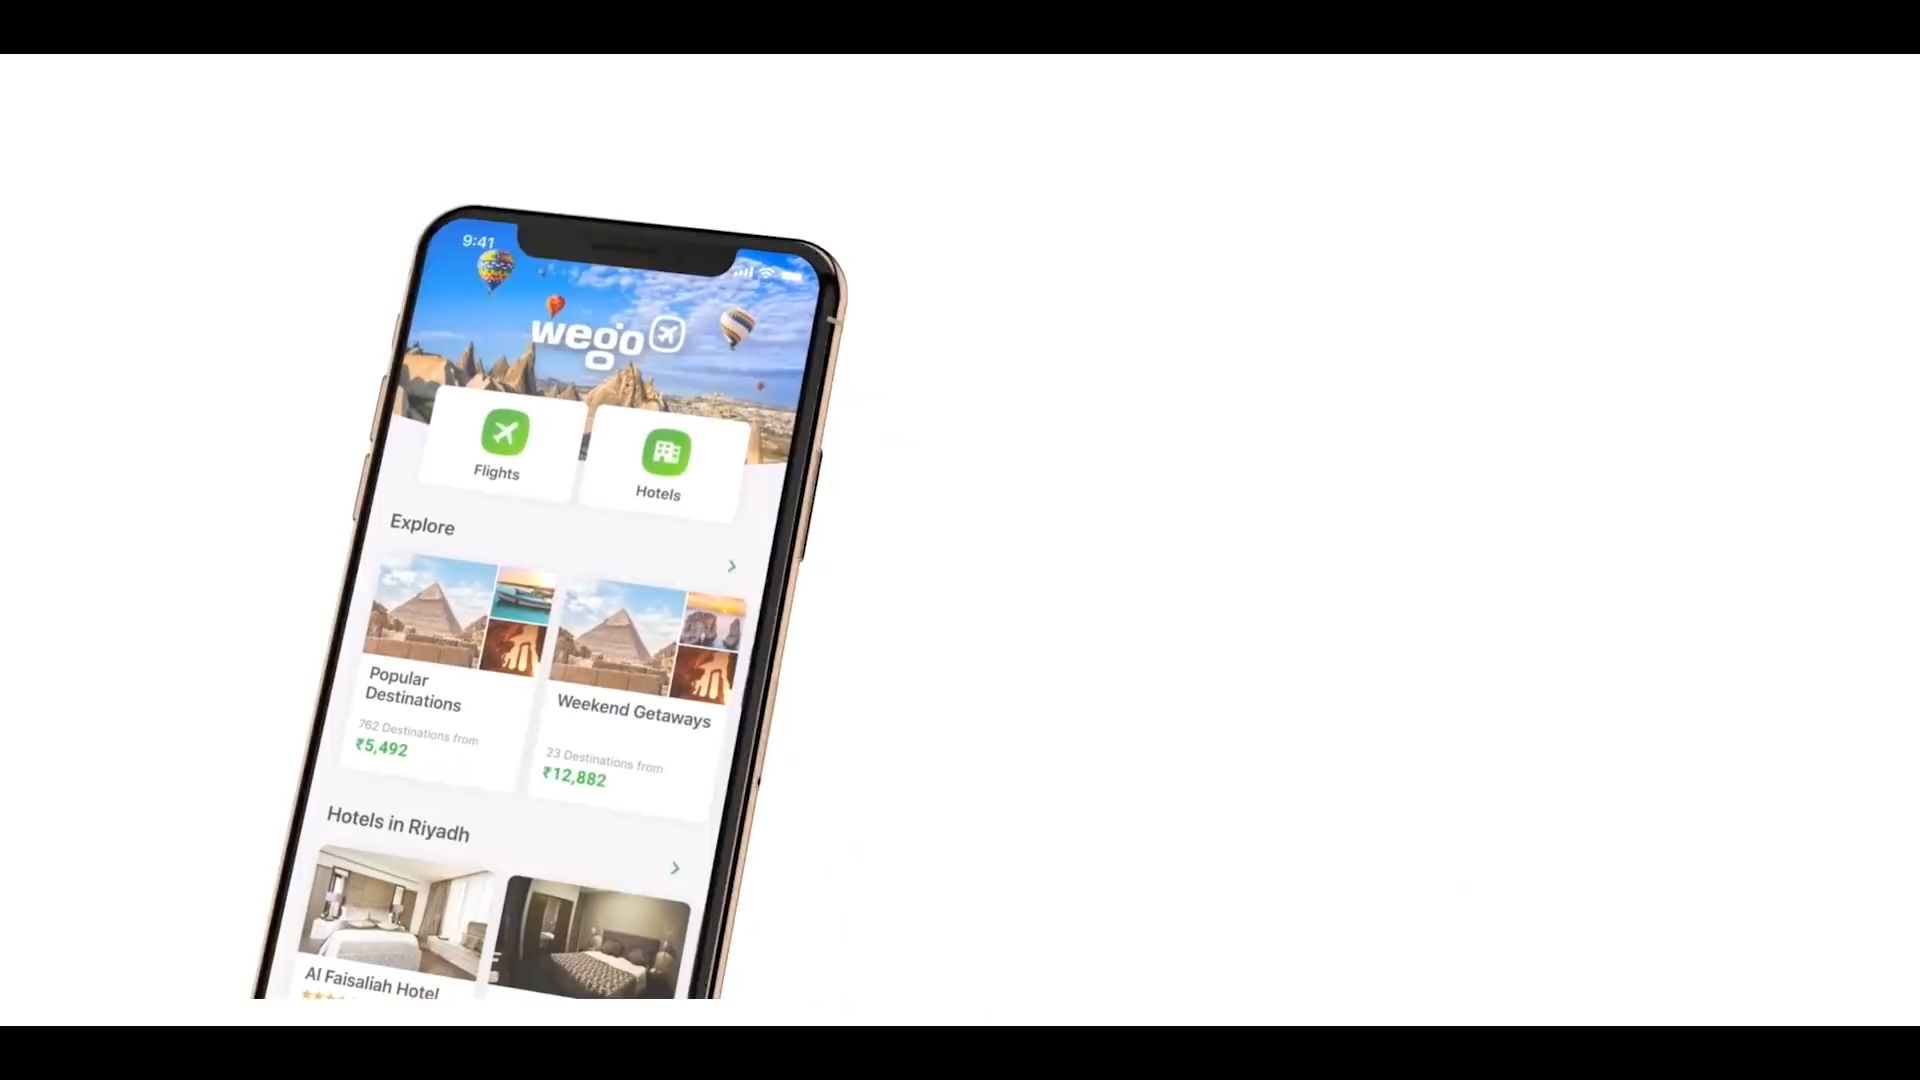 9:41
wego
Flights
Hotels
Explore
Popular
Destinations
762 Destinations from
₹5,492
Weekend Getaways
23 Destinations from
₹12,882
Hotels in Riyadh
Al Faisaliah Hotel